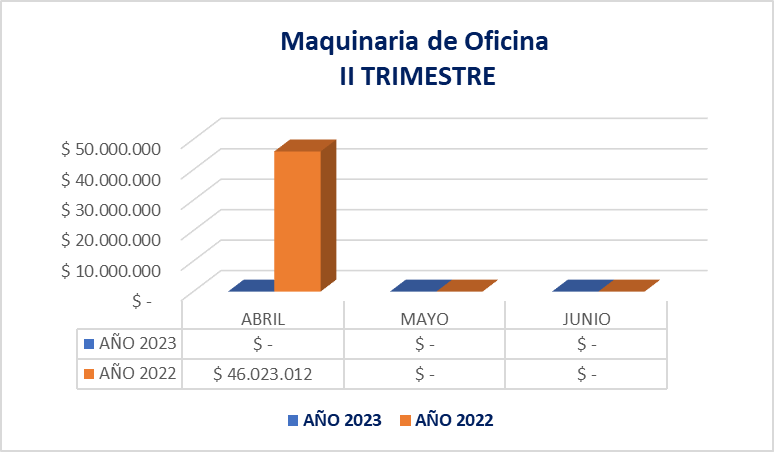 Maquinaria de Oficina
II TRIMESTRE
$ 50.000.000
$ 40.000.000
$ 30.000.000
$ 20.000.000
$ 10.000.000
$ -
ABRIL MAYO JUNIO
AÑO 2023 $ - $ - $ -
AÑO 2022 $ 46.023.012 $ - $ -
AÑO 2023 AÑO 2022